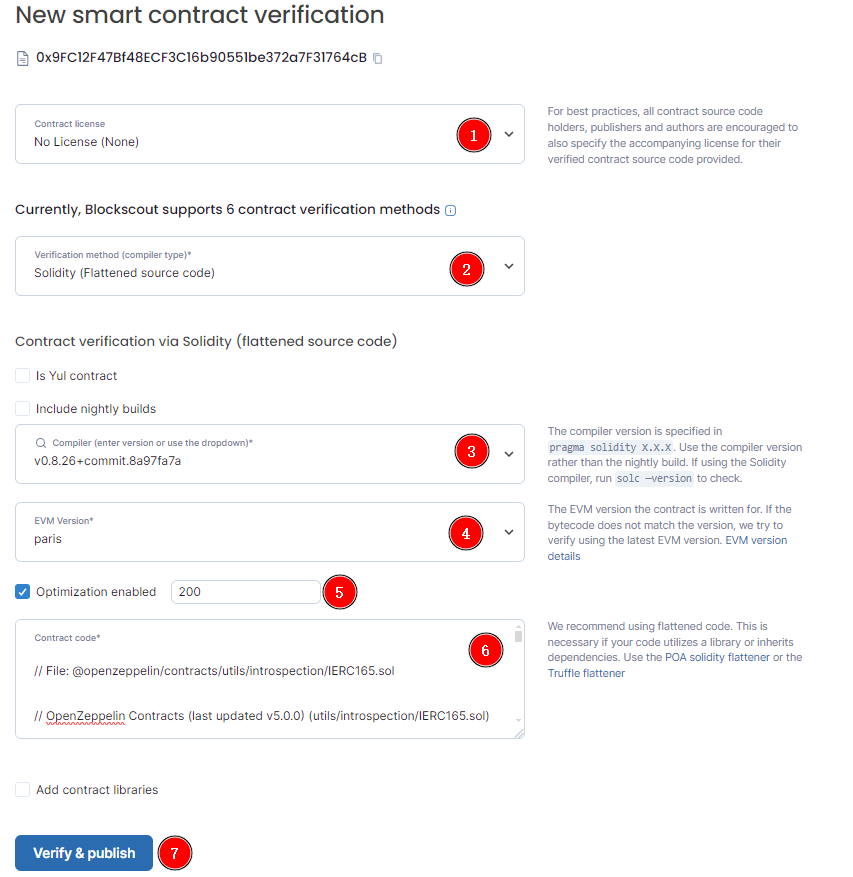 New smart contract verification
0x9FC12F47Bf48ECF3C16b90551be372a7F31764cB
Contract license
No License (None)
1
For best practices, all contract source code
holders, publishers and authors are encouraged to
also specify the accompanying license for their
verified contract source code provided.
Currently, Blockscout supports 6 contract verification methods
Verification method (compiler type)*
Solidity (Flattened source code)
2
Contract verification via Solidity (flattened source code)
Is Yul contract
Include nightly builds
Compiler (enter version or use the dropdown)*
v0.8.26+commit.8a97fa7a
3
The compiler version is specified in
pragma solidity X.X.X. Use the compiler version
rather than the nightly build. If using the Solidity
compiler, run solc —version to check.
EVM Version*
paris
4
The EVM version the contract is written for. If the
bytecode does not match the version, we try to
verify using the latest EVM version. EVM version
details
Optimization enabled
200
5
Contract code*
6
// File: @openzeppelin/contracts/utils/introspection/IERC165.sol
// OpenZeppelin Contracts (last updated v5.0.0) (utils/introspection/IERC165.sol)
We recommend using flattened code. This is
necessary if your code utilizes a library or inherits
dependencies. Use the POA solidity flattener or the
Truffle flattener
Add contract libraries
Verify & publish
7